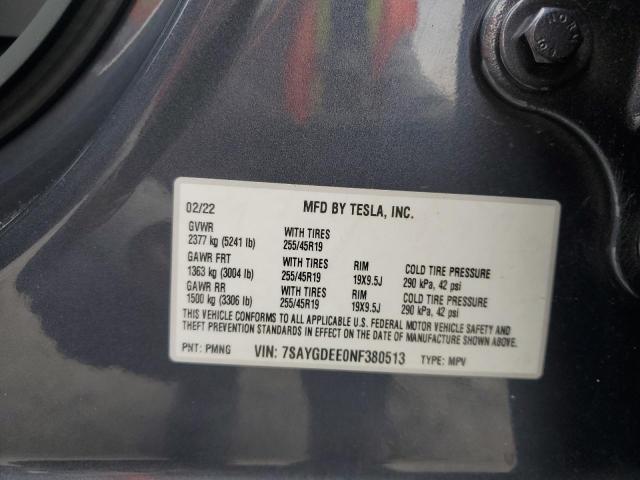 02/22 MFD BY TESLA, INC.
GVWR WITH TIRES
2377 kg (5241 lb) 255/45R19
GAWR FRT WITH TIRES RIM COLD TIRE PRESSURE
1363 kg (3004 lb) 255/45R19 19X9.5J 290 kPa, 42 psi
GAWR RR WITH TIRES RIM COLD TIRE PRESSURE
1500 kg (3306 lb) 255/45R19 19X9.5J 290 kPa, 42 psi
THIS VEHICLE CONFORMS TO ALL APPLICABLE U.S. FEDERAL MOTOR VEHICLE SAFETY AND
THEFT PREVENTION STANDARDS IN EFFECT ON THE DATE OF MANUFACTURE SHOWN ABOVE.
PNT: PMNG VIN: 7SAYGDEE0NF380513 TYPE: MPV